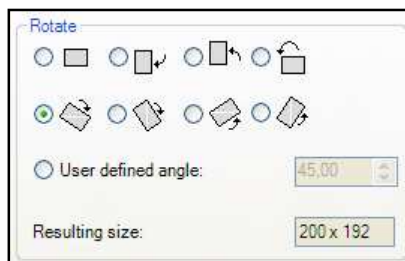 Rotate
User defined angle: 45,00
Resulting size: 200 x 192